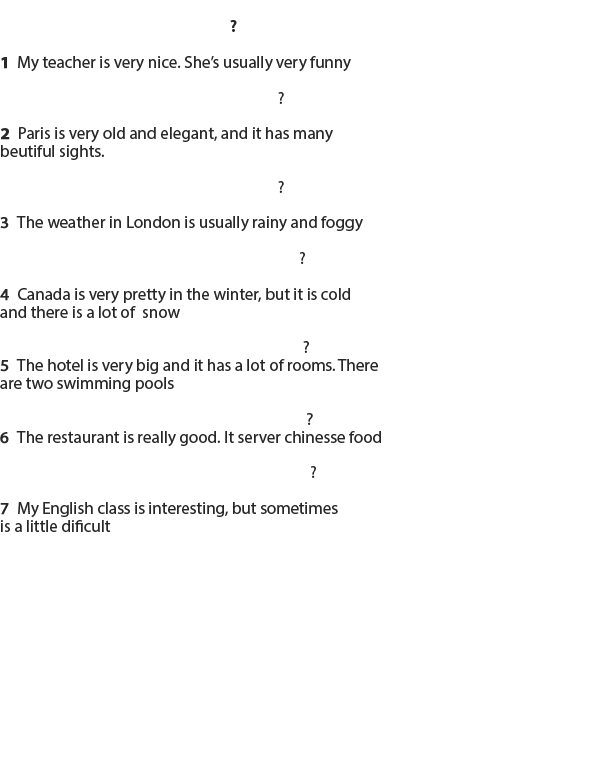 ?
1 My teacher is very nice. She's usually very funny
?
2 Paris is very old and elegant, and it has many
beutiful sights.
?
3 The weather in London is usually rainy and foggy
?
4 Canada is very pretty in the winter, but it is cold
and there is a lot of snow
?
5 The hotel is very big and it has a lot of rooms. There
are two swimming pools
?
6 The restaurant is really good. It server chinesse food
?
7 My English class is interesting, but sometimes
is a little dificult